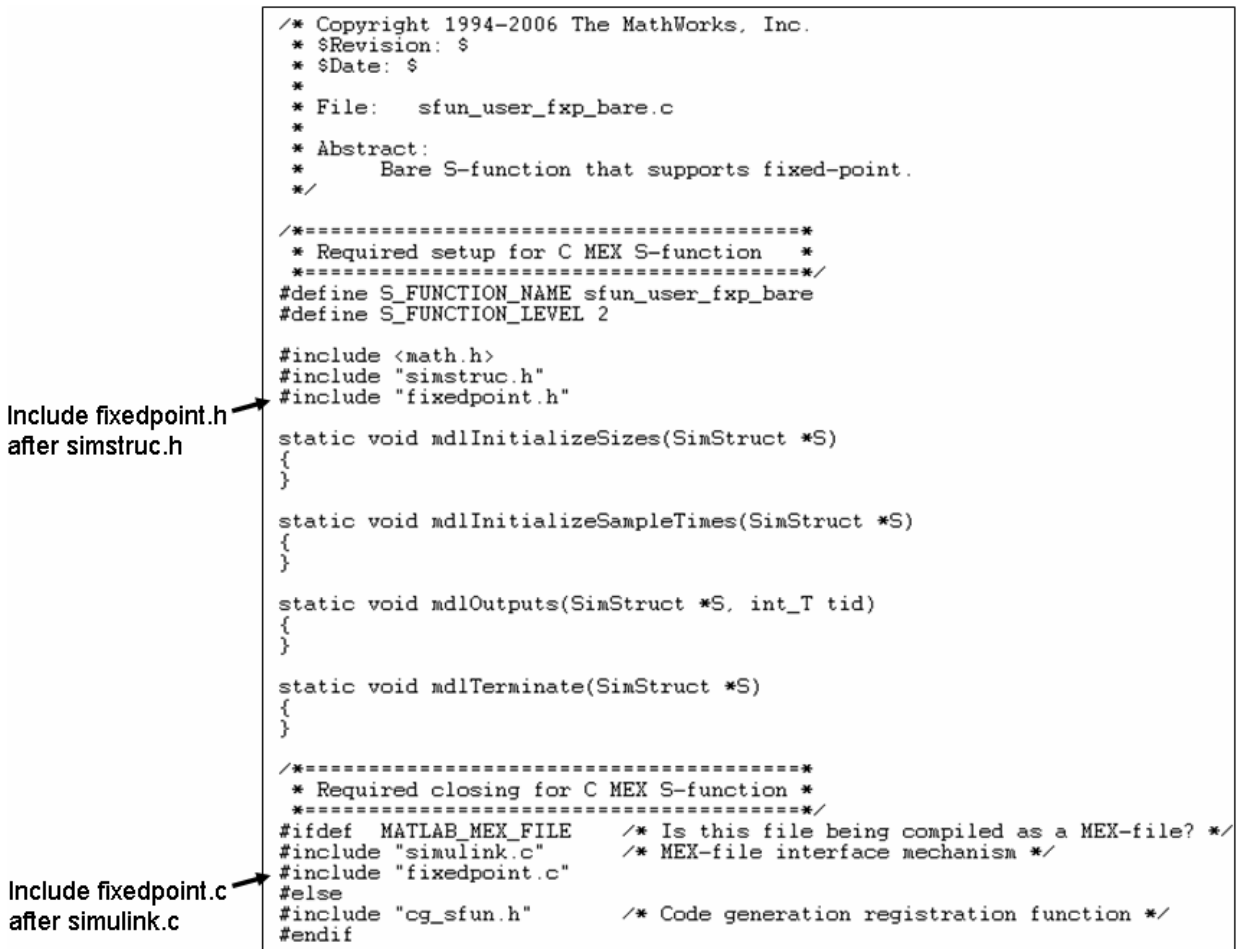 /* Copyright 1994-2006 The MathWorks, Inc.
 * $Revision: $
 * $Date: $
 *
 * File:   sfun_user_fxp_bare.c
 *
 * Abstract:
 *      Bare S-function that supports fixed-point.
 */

/*=======================================*
 * Required setup for C MEX S-function   *
 *=======================================*/
#define S_FUNCTION_NAME sfun_user_fxp_bare
#define S_FUNCTION_LEVEL 2

#include <math.h>
#include "simstruc.h"
#include "fixedpoint.h"
Include fixedpoint.h
after simstruc.h

static void mdlInitializeSizes(SimStruct *S)
{
}

static void mdlInitializeSampleTimes(SimStruct *S)
{
}

static void mdlOutputs(SimStruct *S, int_T tid)
{
}

static void mdlTerminate(SimStruct *S)
{
}

/*=======================================*
 * Required closing for C MEX S-function *
 *=======================================*/
#ifdef  MATLAB_MEX_FILE    /* Is this file being compiled as a MEX-file? */
#include "simulink.c"      /* MEX-file interface mechanism */
#include "fixedpoint.c"
Include fixedpoint.c
after simulink.c
#else
#include "cg_sfun.h"       /* Code generation registration function */
#endif